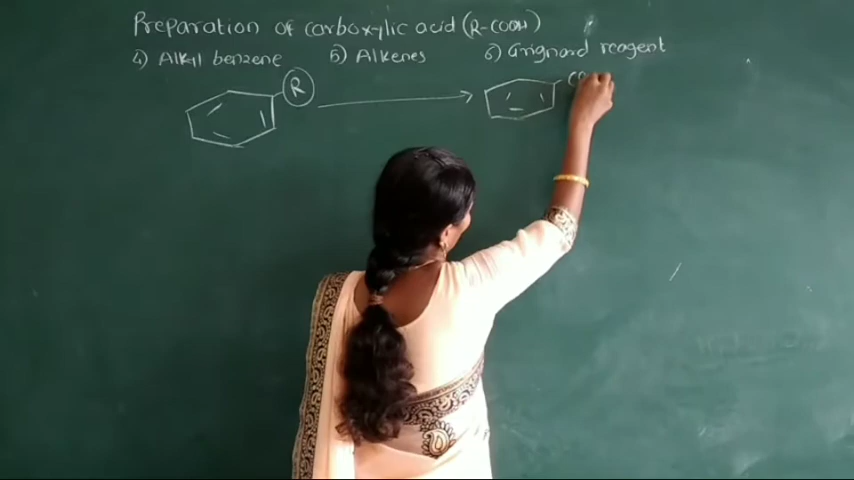 Preparation of carboxylic acid (R-COOH)
4) Alkyl benzene 5) Alkenes 6) Grignard reagent
R